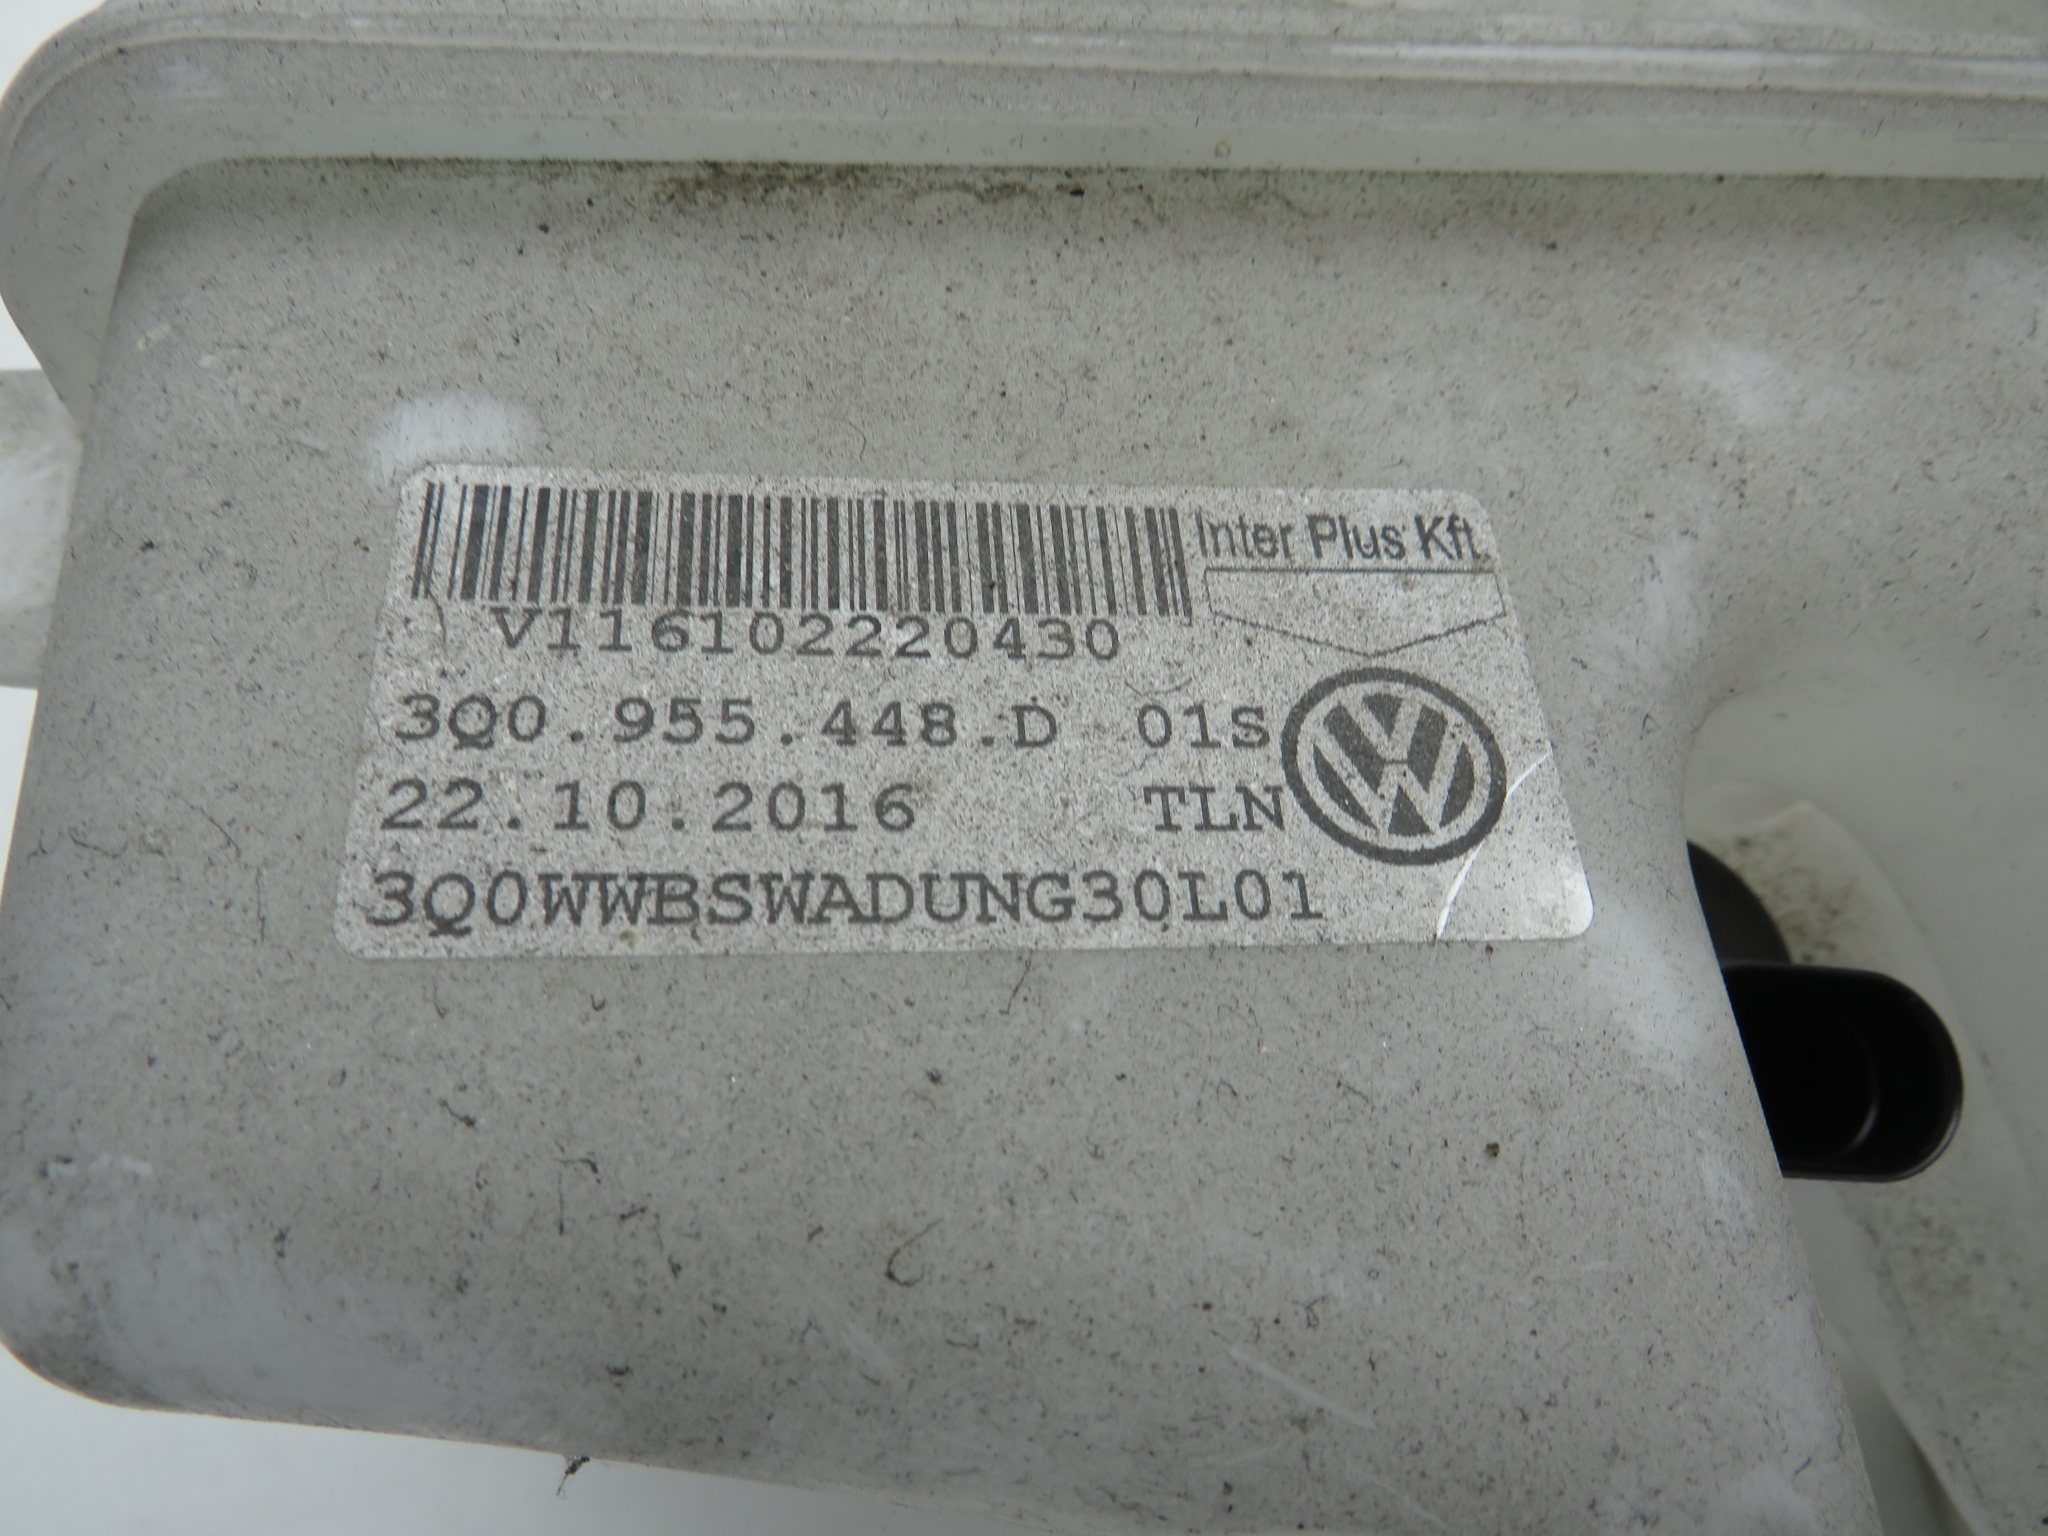 Inter Plus Kft.
V116102220430
3Q0.955.448.D 01S
22.10.2016 TLN
3Q0WWBSWADUNG30L01